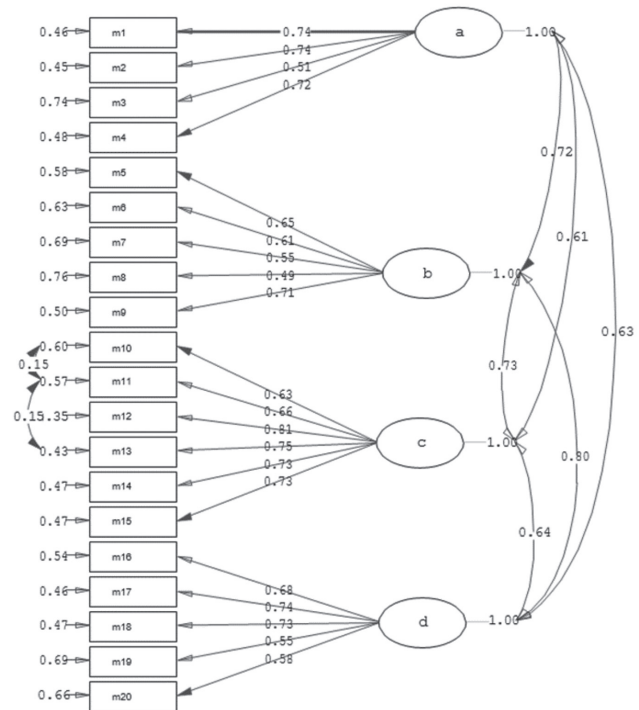 0.46 m1 0.74 a 1.00
0.45 m2 0.74
0.74 m3 0.51
0.48 m4 0.72
0.72
0.58 m5
0.63 m6 0.65
0.69 m7 0.61 0.61
0.55
0.76 m8 0.49 b 1.00
0.50 m9 0.71
0.63
0.60 m10
0.15 0.73
0.57 m11 0.63
0.66
0.15 .35 m12 0.81
0.43 m13 0.75 c 1.00
0.73 0.80
0.47 m14 0.73
0.47 m15
0.64
0.54 m16
0.46 m17 0.68
0.74
0.47 m18 0.73 d 1.00
0.69 m19 0.55
0.58
0.66 m20